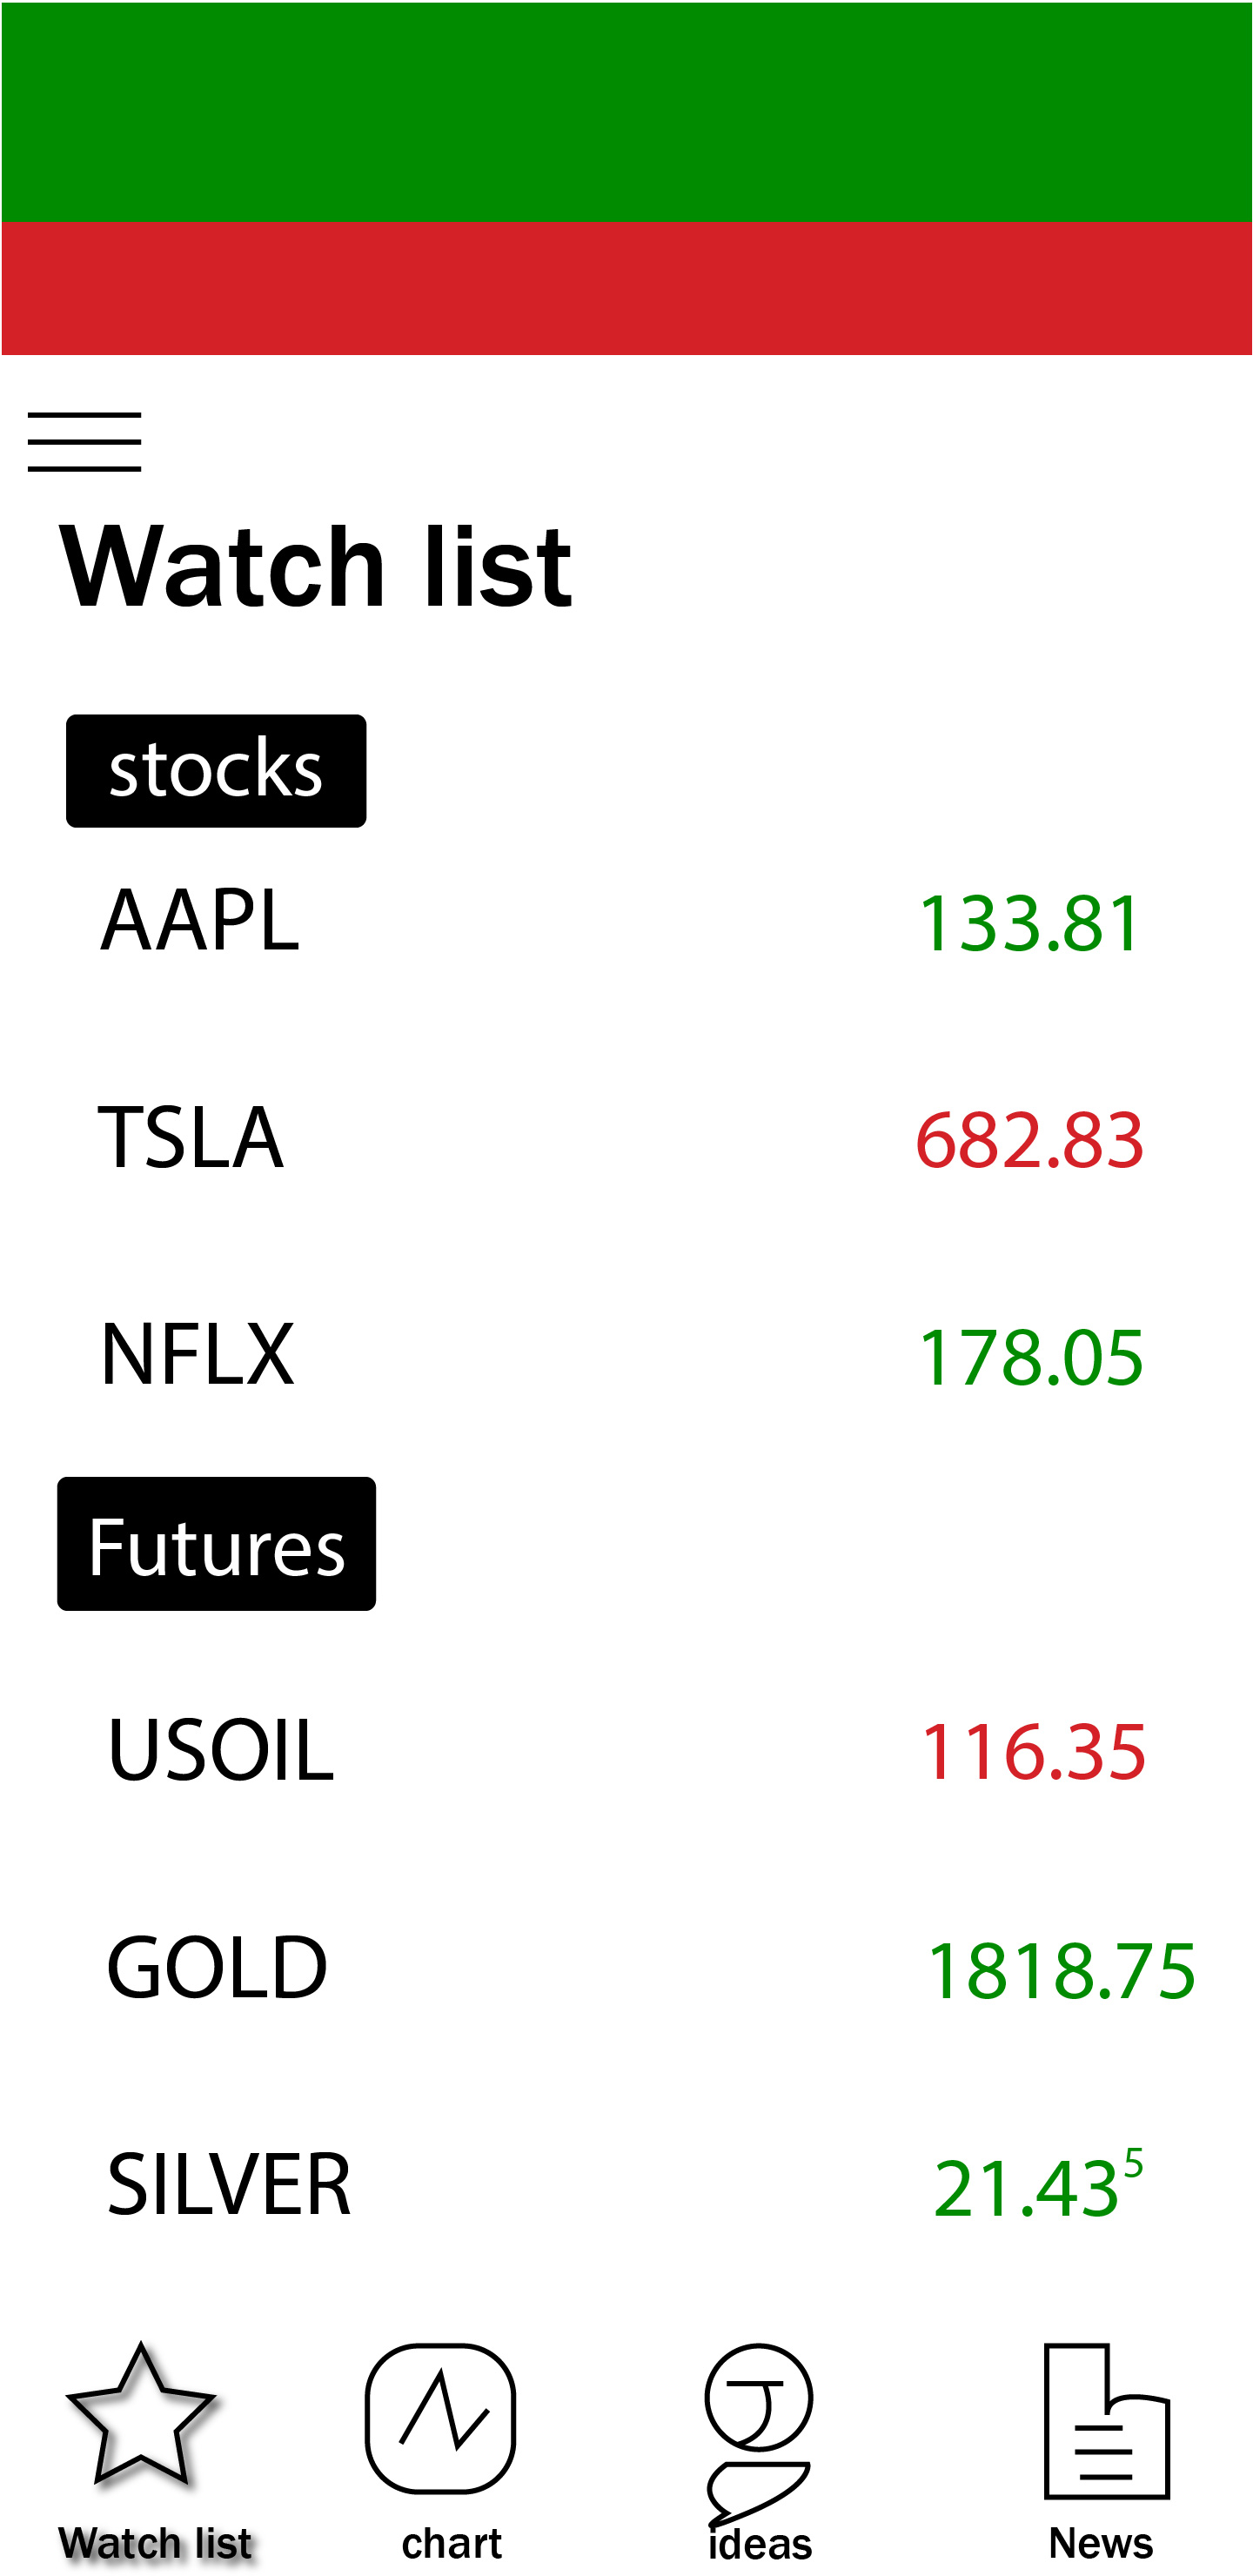 Watch list
stocks
AAPL 133.81
TSLA 682.83
NFLX 178.05
Futures
USOIL 116.35
GOLD 1818.75
SILVER 21.43⁵
Watch list chart ideas News